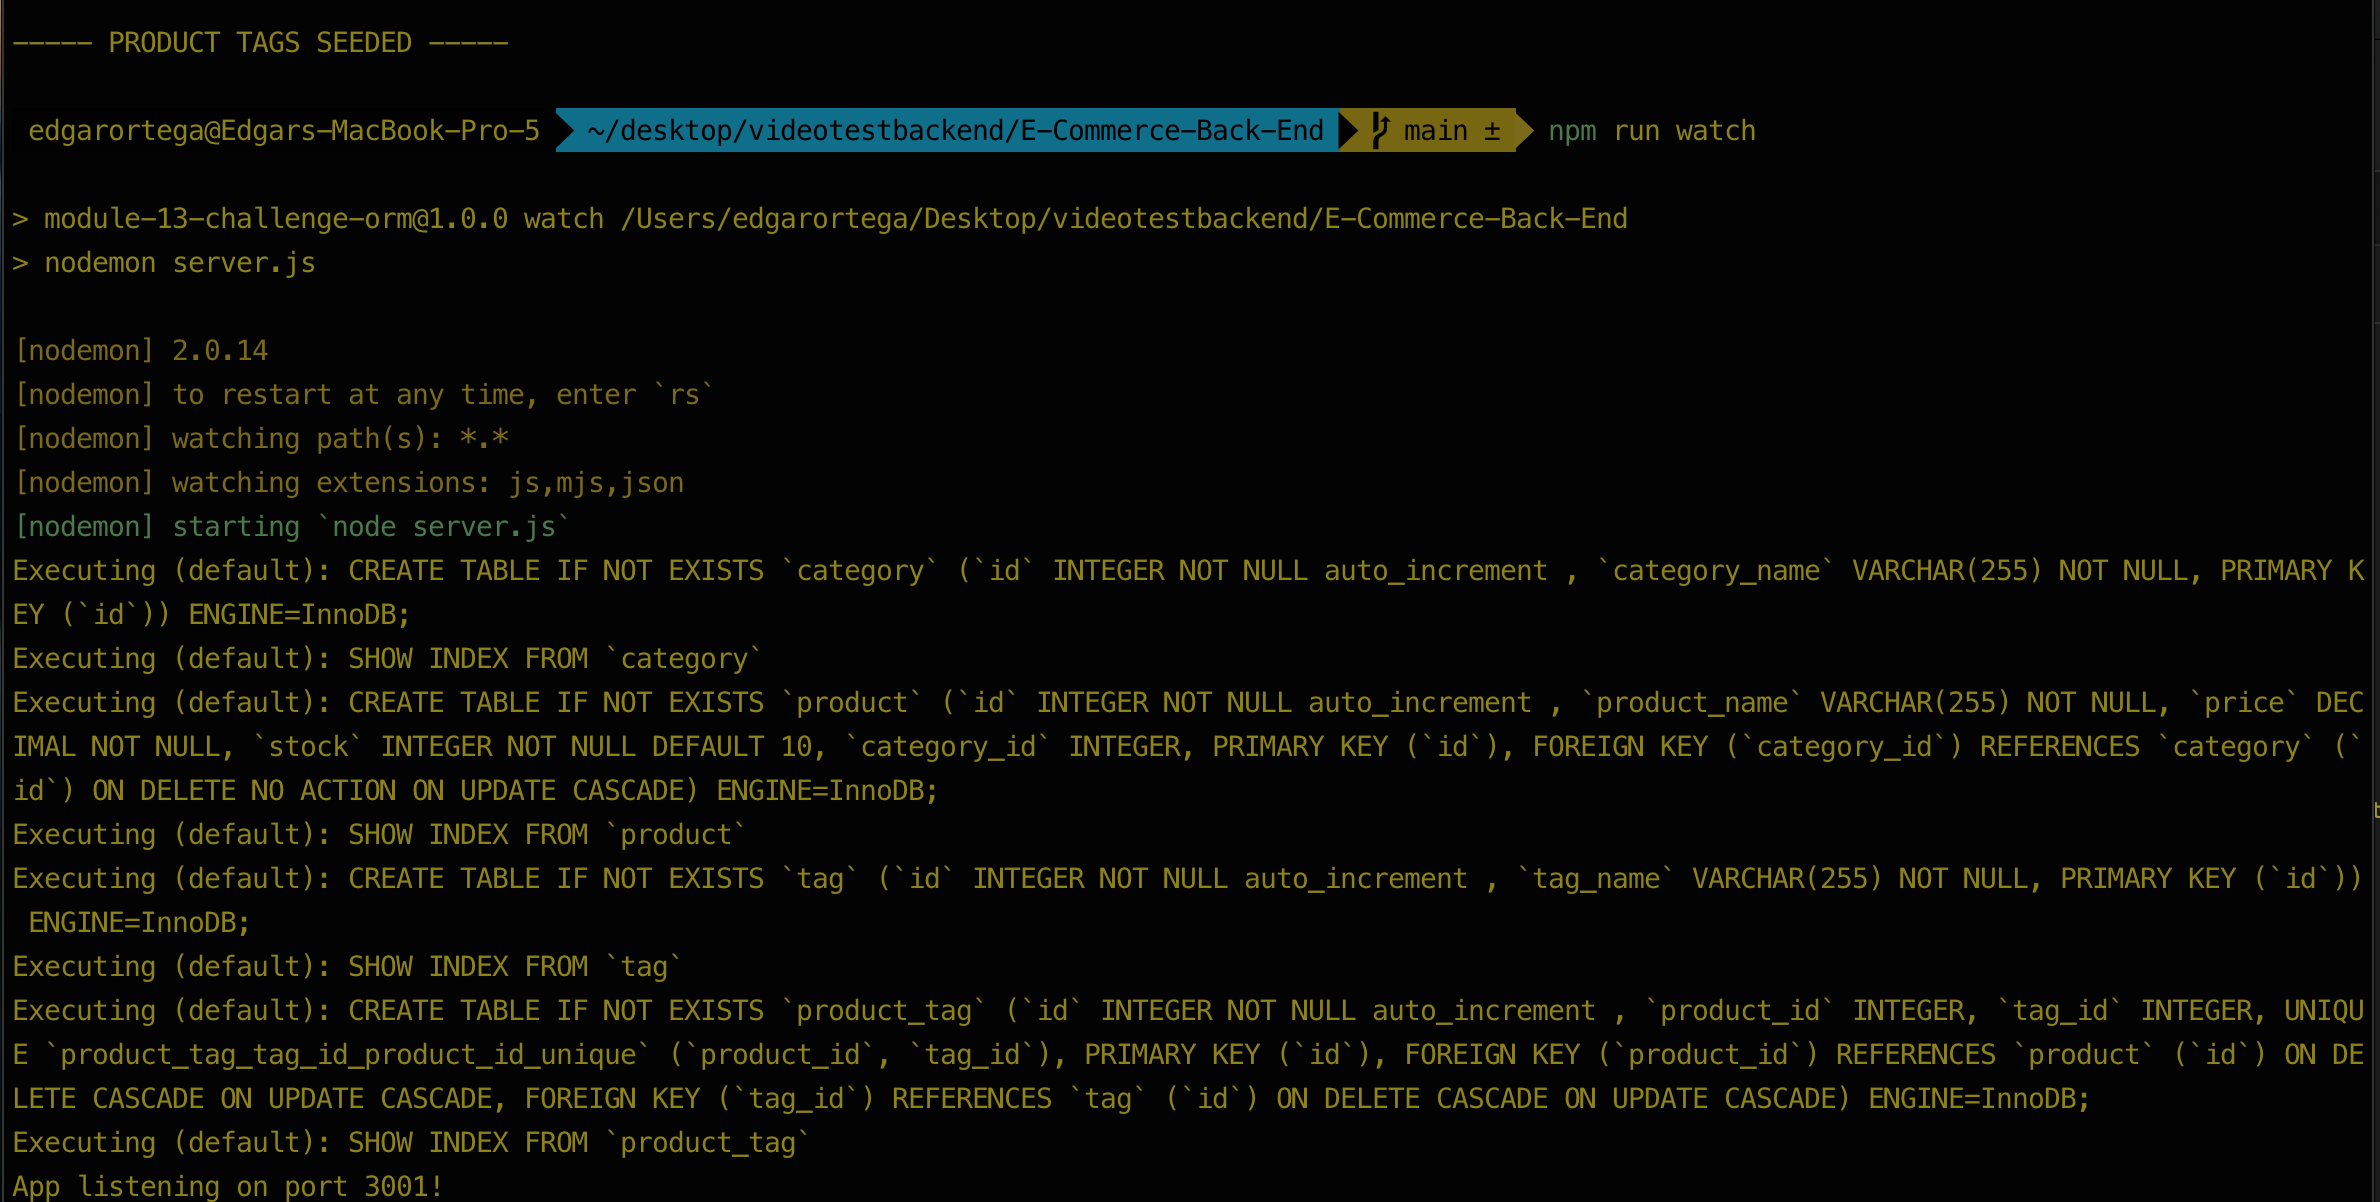 ----- PRODUCT TAGS SEEDED -----
edgarortega@Edgars-MacBook-Pro-5 ~/desktop/videotestbackend/E-Commerce-Back-End main ± npm run watch
> module-13-challenge-orm@1.0.0 watch /Users/edgarortega/Desktop/videotestbackend/E-Commerce-Back-End
> nodemon server.js
[nodemon] 2.0.14
[nodemon] to restart at any time, enter `rs`
[nodemon] watching path(s): *.*
[nodemon] watching extensions: js,mjs,json
[nodemon] starting `node server.js`
Executing (default): CREATE TABLE IF NOT EXISTS `category` (`id` INTEGER NOT NULL auto_increment , `category_name` VARCHAR(255) NOT NULL, PRIMARY K
EY (`id`)) ENGINE=InnoDB;
Executing (default): SHOW INDEX FROM `category`
Executing (default): CREATE TABLE IF NOT EXISTS `product` (`id` INTEGER NOT NULL auto_increment , `product_name` VARCHAR(255) NOT NULL, `price` DEC
IMAL NOT NULL, `stock` INTEGER NOT NULL DEFAULT 10, `category_id` INTEGER, PRIMARY KEY (`id`), FOREIGN KEY (`category_id`) REFERENCES `category` (`
id`) ON DELETE NO ACTION ON UPDATE CASCADE) ENGINE=InnoDB;
Executing (default): SHOW INDEX FROM `product`
Executing (default): CREATE TABLE IF NOT EXISTS `tag` (`id` INTEGER NOT NULL auto_increment , `tag_name` VARCHAR(255) NOT NULL, PRIMARY KEY (`id`))
 ENGINE=InnoDB;
Executing (default): SHOW INDEX FROM `tag`
Executing (default): CREATE TABLE IF NOT EXISTS `product_tag` (`id` INTEGER NOT NULL auto_increment , `product_id` INTEGER, `tag_id` INTEGER, UNIQU
E `product_tag_tag_id_product_id_unique` (`product_id`, `tag_id`), PRIMARY KEY (`id`), FOREIGN KEY (`product_id`) REFERENCES `product` (`id`) ON DE
LETE CASCADE ON UPDATE CASCADE, FOREIGN KEY (`tag_id`) REFERENCES `tag` (`id`) ON DELETE CASCADE ON UPDATE CASCADE) ENGINE=InnoDB;
Executing (default): SHOW INDEX FROM `product_tag`
App listening on port 3001!